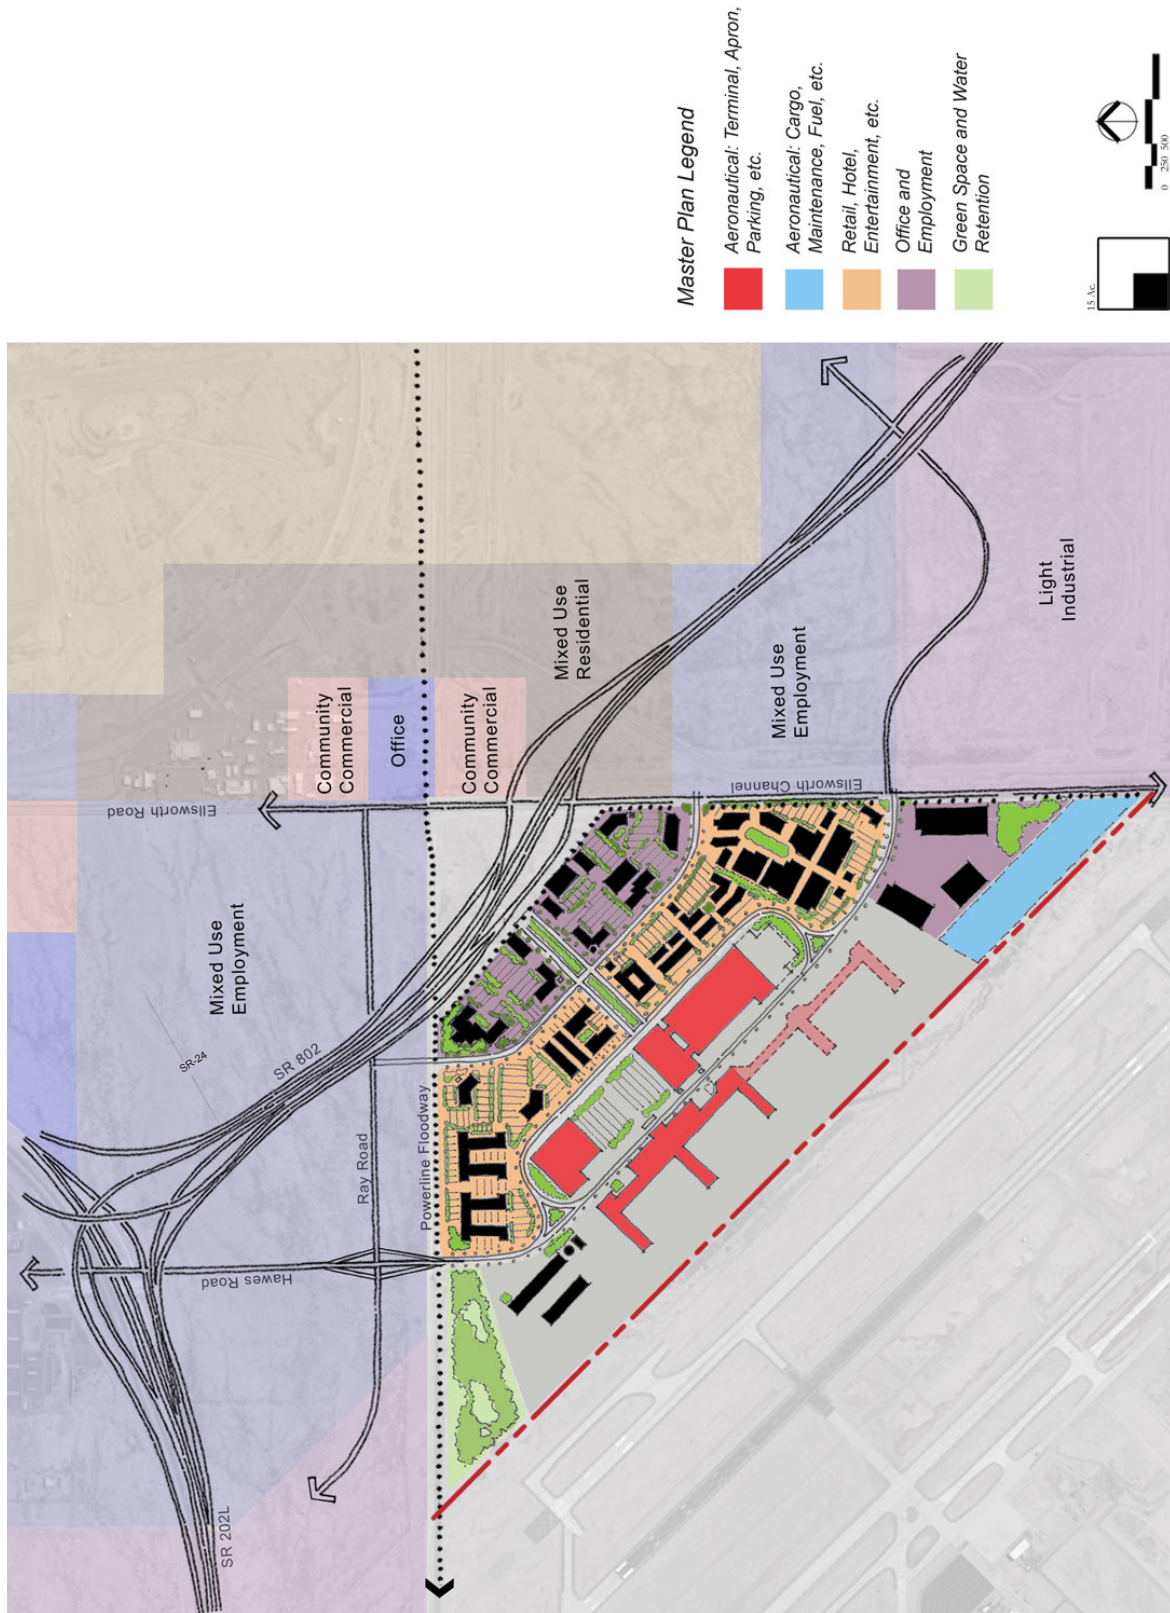 Master Plan Legend
Aeronautical: Terminal, Apron,
Parking, etc.
Aeronautical: Cargo,
Maintenance, Fuel, etc.
Retail, Hotel,
Entertainment, etc.
Office and
Employment
Green Space and Water
Retention
15 Ac.
0 250 500
Ellsworth Road
Community
Commercial
Office
Community
Commercial
Mixed Use
Residential
Mixed Use
Employment
Ellsworth Channel
Light
Industrial
Mixed Use
Employment
SR-24
SR 802
Ray Road
Powerline Floodway
Hawes Road
SR 202L